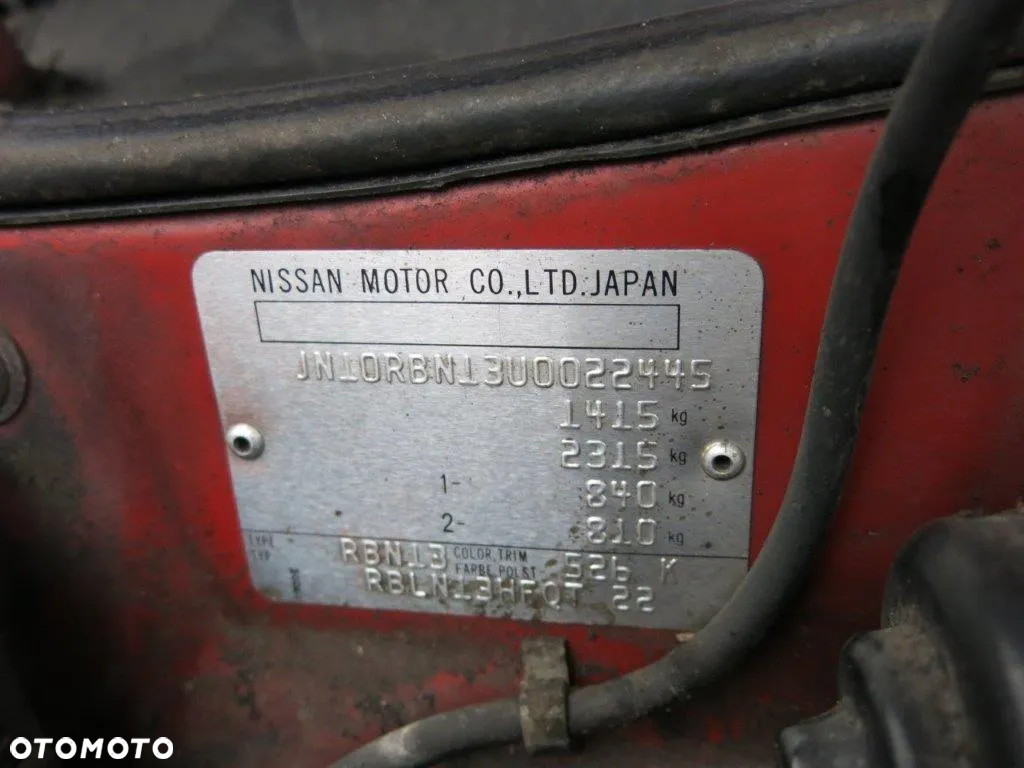 NISSAN MOTOR CO.,LTD.JAPAN
JN10RBN13U0022445
1415 kg
2315 kg
1- 840 kg
2- 810 kg
TYPE RBN13 COLOR,TRIM 526 K
TYP FARBE,POLST
RBLN13HFQT 22
OTOMOTO